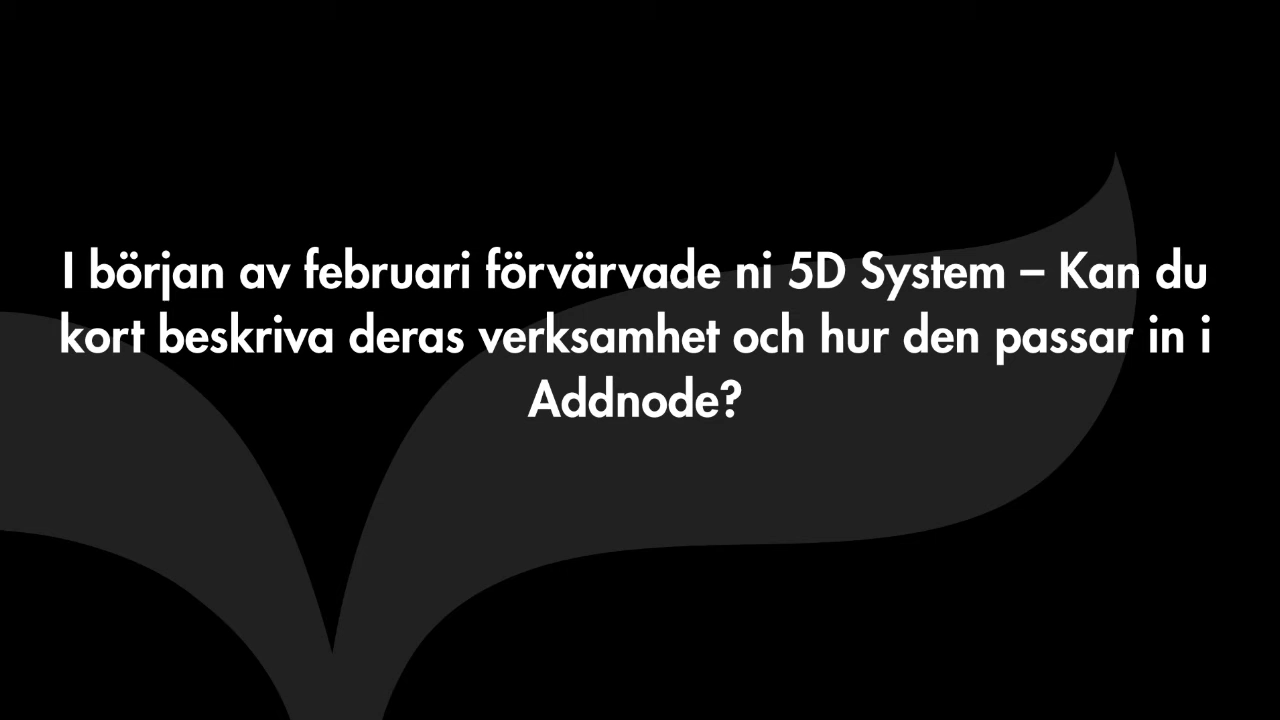 I början av februari förvärvade ni 5D System – Kan du
kort beskriva deras verksamhet och hur den passar in i
Addnode?